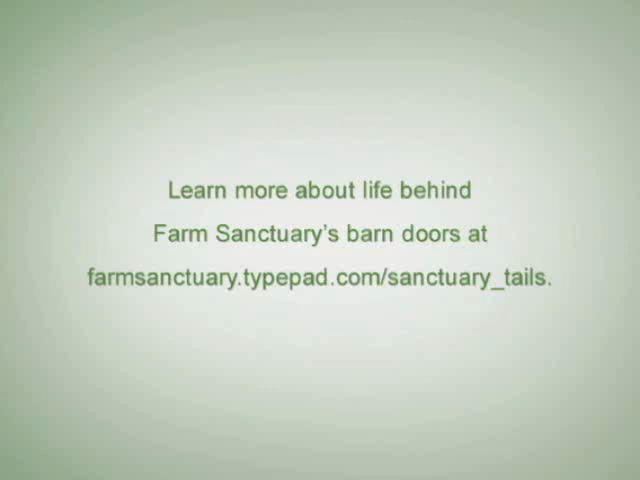 Learn more about life behind
Farm Sanctuary's barn doors at
farmsanctuary.typepad.com/sanctuary_tails.